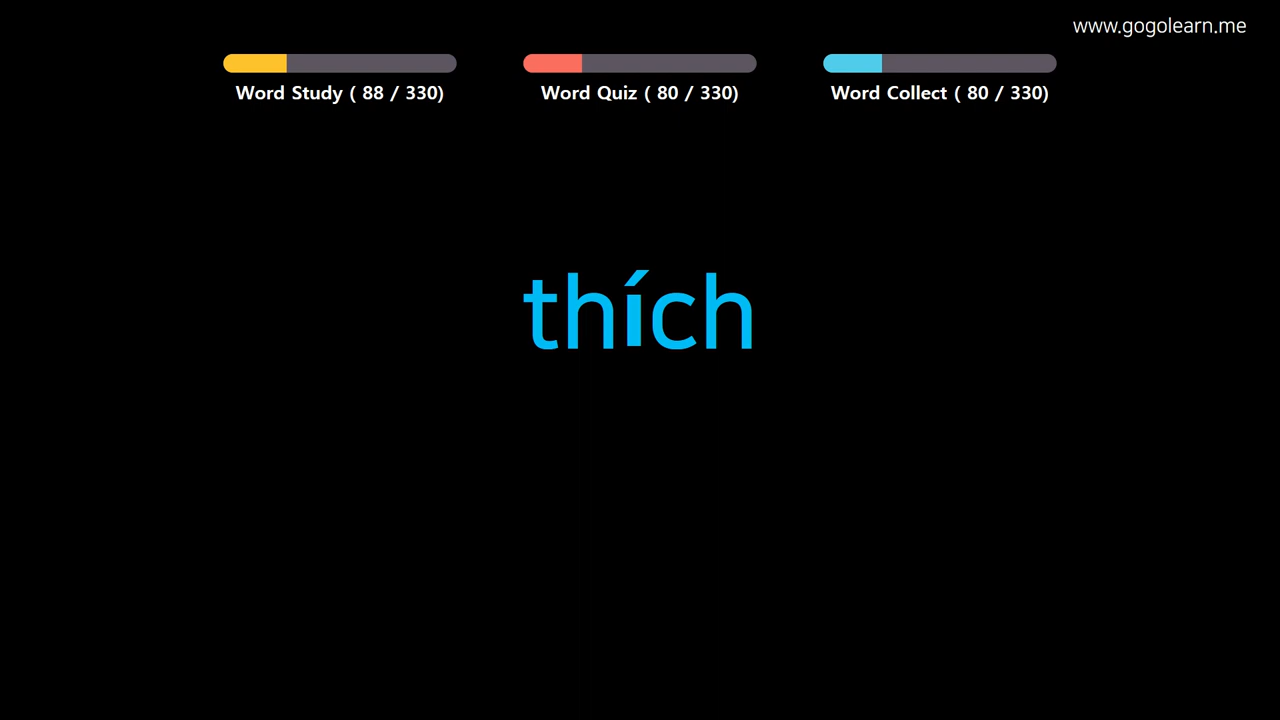 www.gogolearn.me
Word Study ( 88 / 330)
Word Quiz ( 80 / 330)
Word Collect ( 80 / 330)
thích